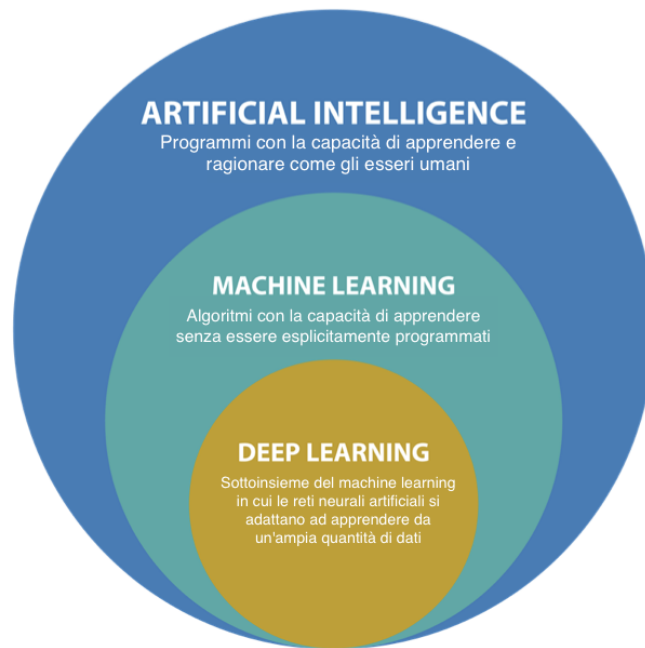 ARTIFICIAL INTELLIGENCE
Programmi con la capacità di apprendere e
ragionare come gli esseri umani
MACHINE LEARNING
Algoritmi con la capacità di apprendere
senza essere esplicitamente programmati
DEEP LEARNING
Sottoinsieme del machine learning
in cui le reti neurali artificiali si
adattano ad apprendere da
un'ampia quantità di dati